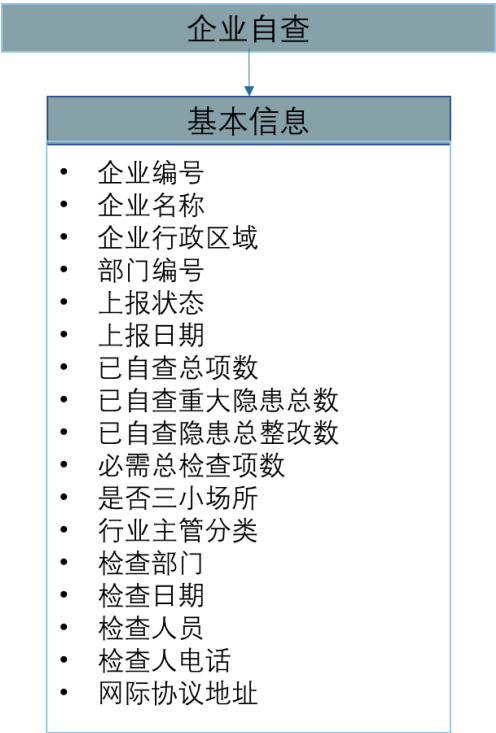 企业自查
基本信息
• 企业编号
• 企业名称
• 企业行政区域
• 部门编号
• 上报状态
• 上报日期
• 已自查总项数
• 已自查重大隐患总数
• 已自查隐患总整改数
• 必需总检查项数
• 是否三小场所
• 行业主管分类
• 检查部门
• 检查日期
• 检查人员
• 检查人电话
• 网际协议地址